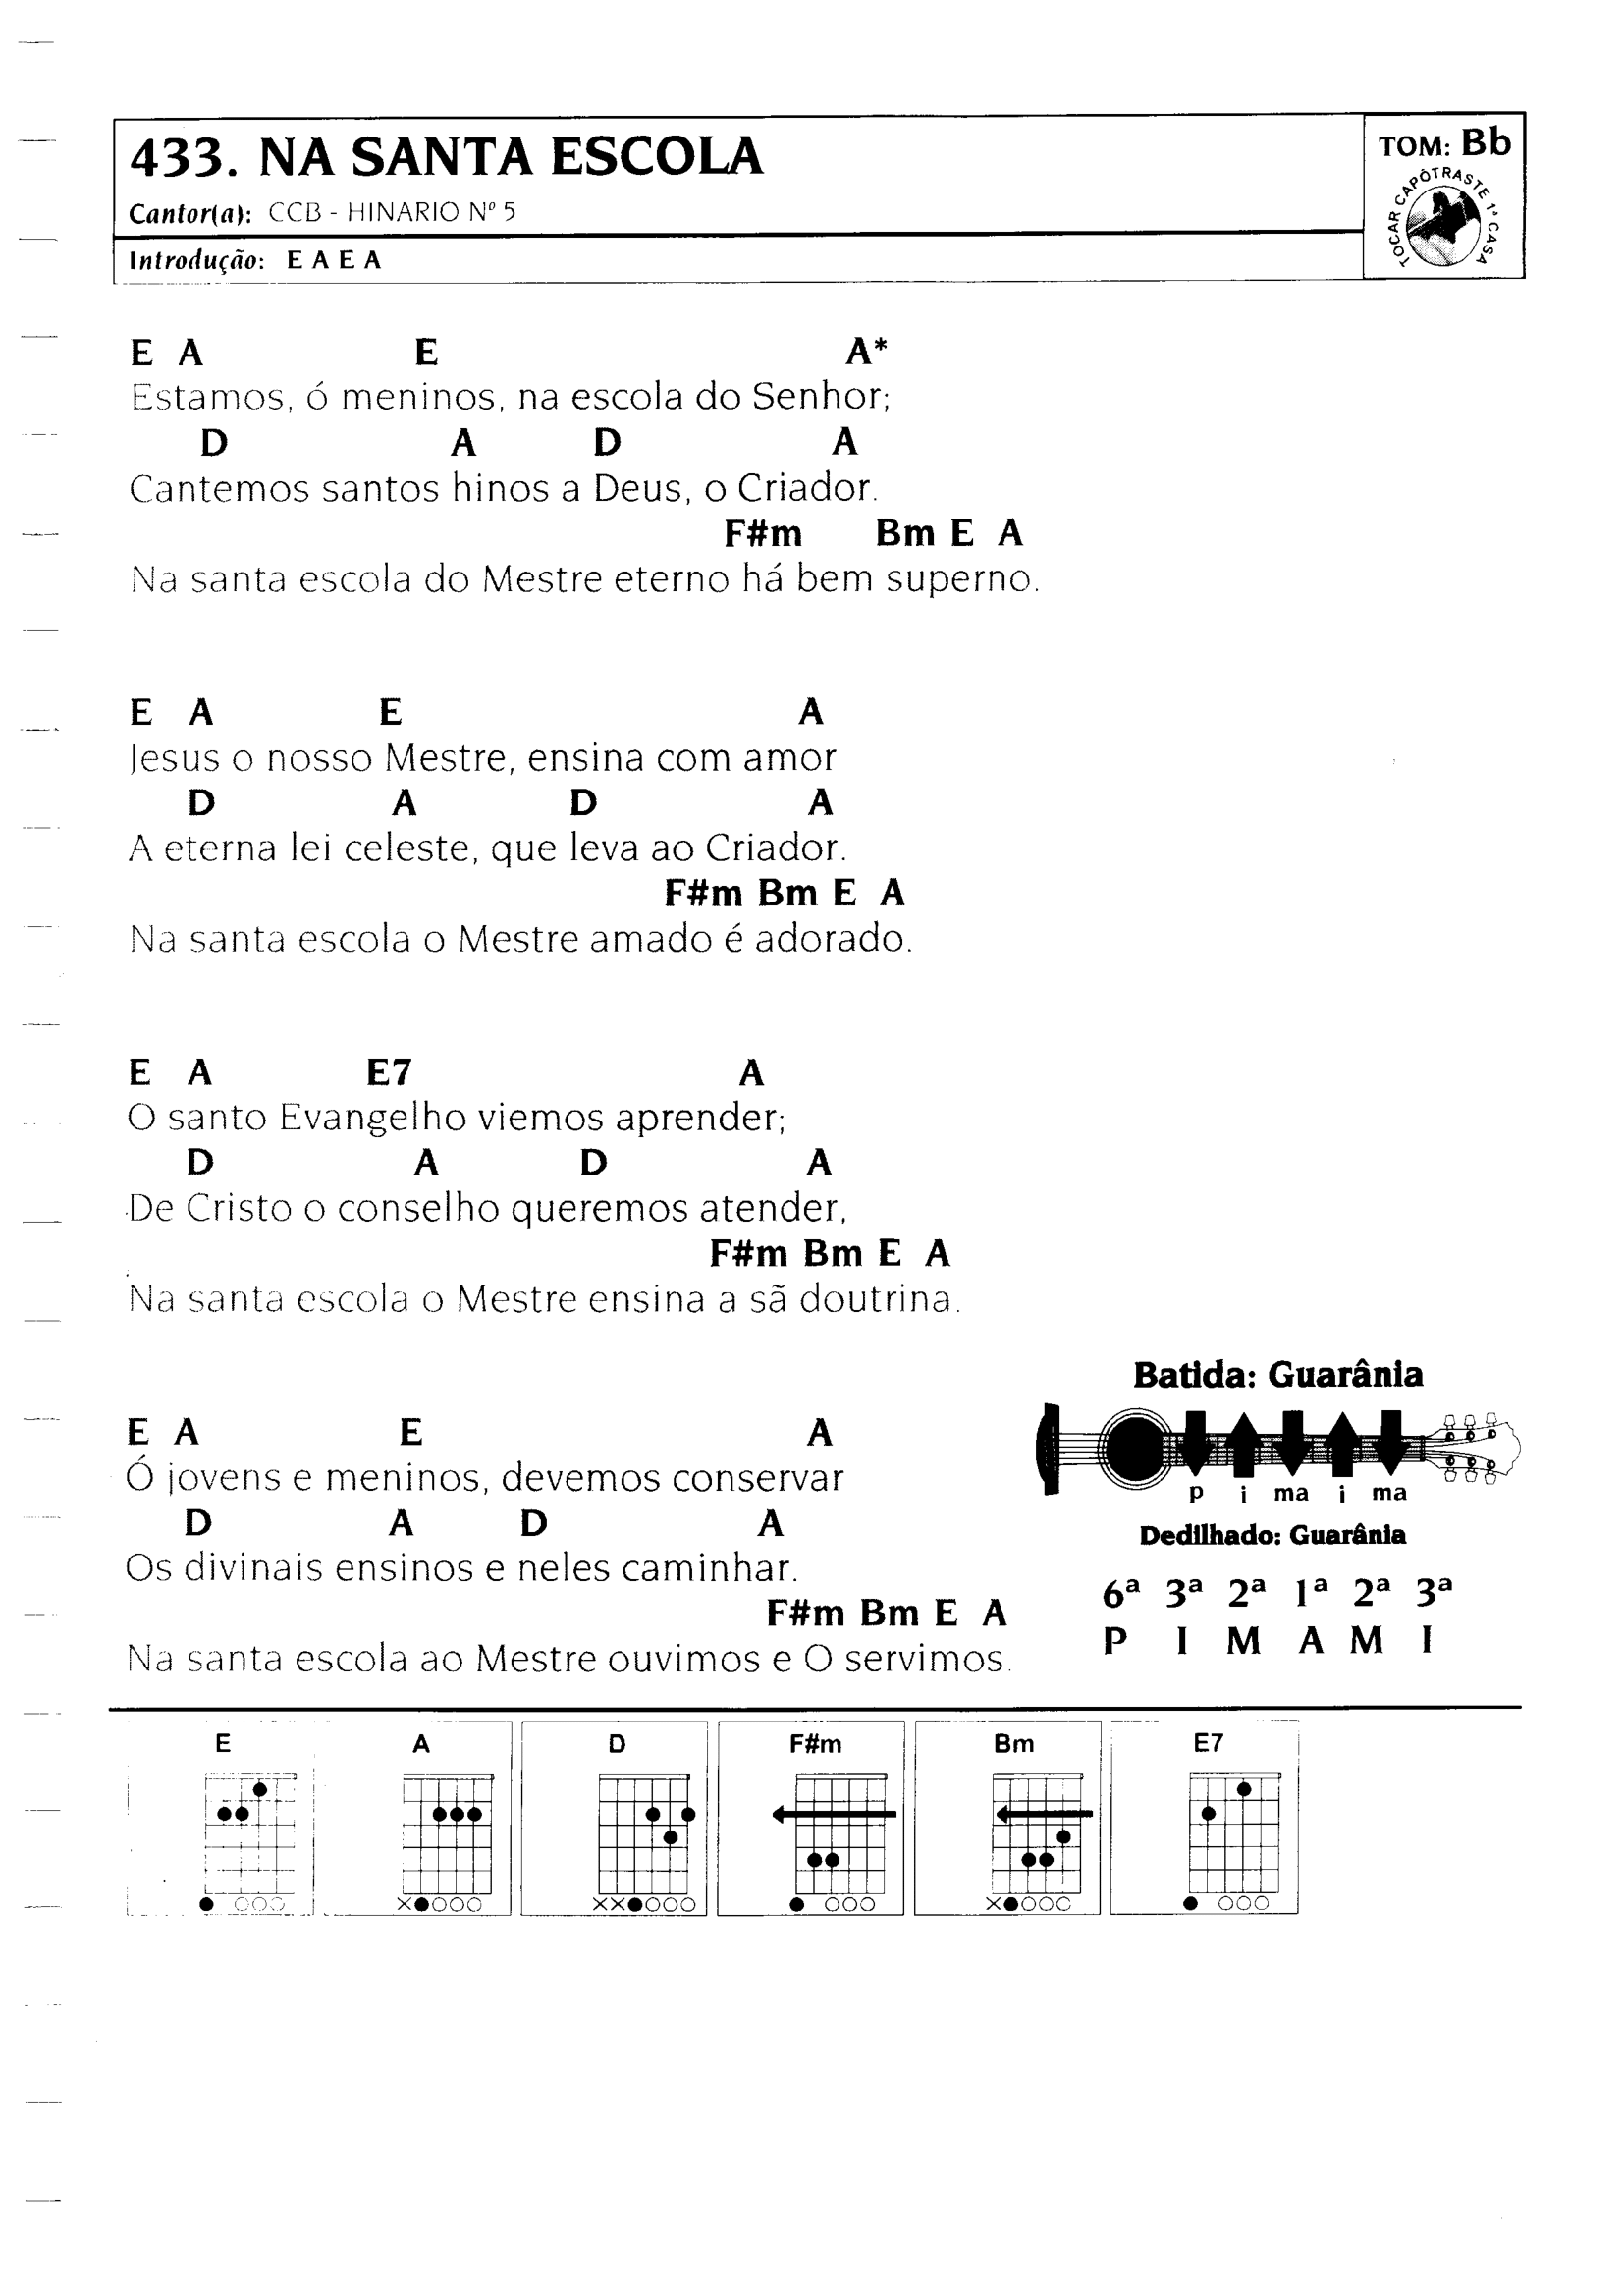 433. NA SANTA ESCOLA
Cantor(a): CCB - HINARIO Nº 5
Introdução: E A E A
TOM: Bb
TOCAR CAPÔTRASTE 1ª CASA
E A E A*
Estamos, ó meninos, na escola do Senhor;
D A D A
Cantemos santos hinos a Deus, o Criador.
F#m Bm E A
Na santa escola do Mestre eterno há bem superno.
E A E A
Jesus o nosso Mestre, ensina com amor
D A D A
A eterna lei celeste, que leva ao Criador.
F#m Bm E A
Na santa escola o Mestre amado é adorado.
E A E7 A
O santo Evangelho viemos aprender;
D A D A
De Cristo o conselho queremos atender,
F#m Bm E A
Na santa escola o Mestre ensina a sã doutrina.
E A E A
Ó jovens e meninos, devemos conservar
D A D A
Os divinais ensinos e neles caminhar.
F#m Bm E A
Na santa escola ao Mestre ouvimos e O servimos.
Batida: Guarânia
p i ma i ma
Dedilhado: Guarânia
6ª 3ª 2ª 1ª 2ª 3ª
P I M A M I
E A D F#m Bm E7